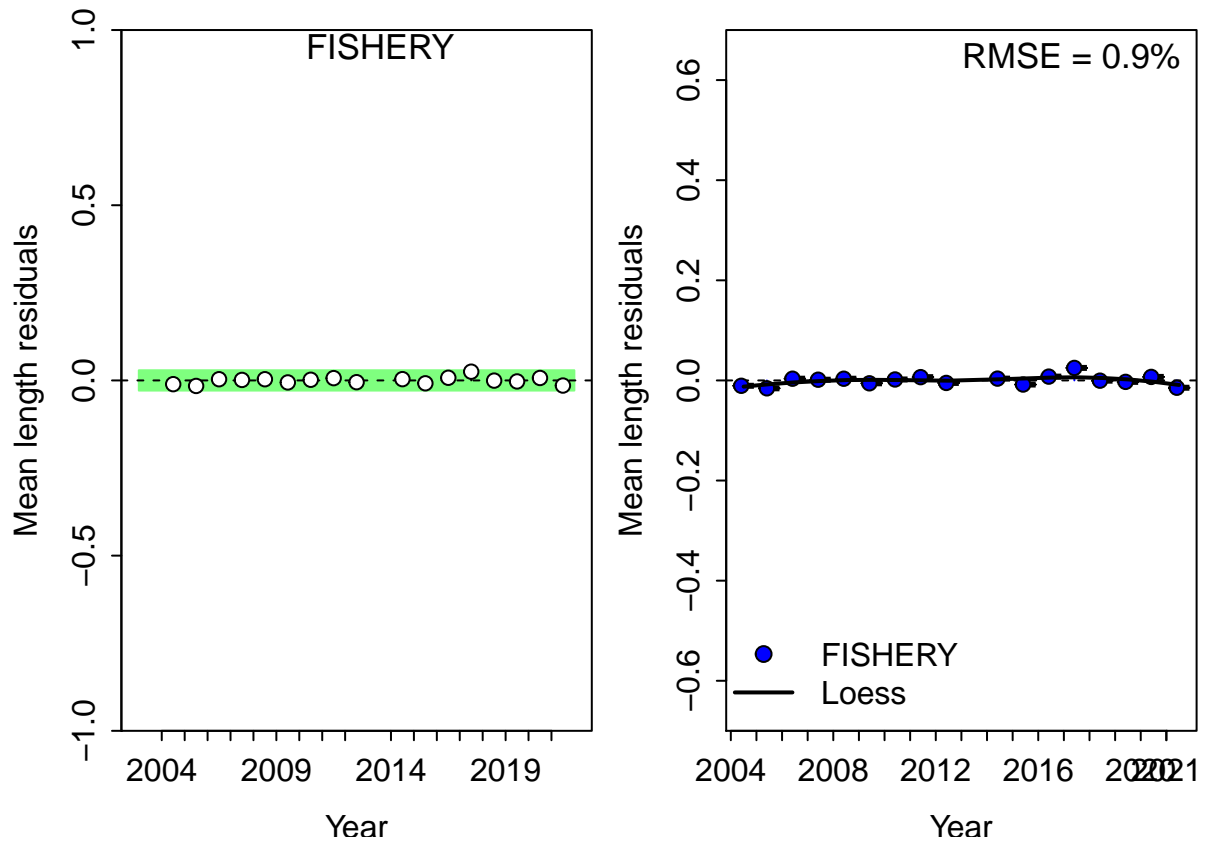 FISHERY
1.0
0.5
0.0
−0.5
−1.0
Mean length residuals
2004 2009 2014 2019
Year
RMSE = 0.9%
0.6
0.4
0.2
0.0
−0.2
−0.4
−0.6
Mean length residuals
FISHERY
Loess
2004 2008 2012 2016 2020 2021
Year